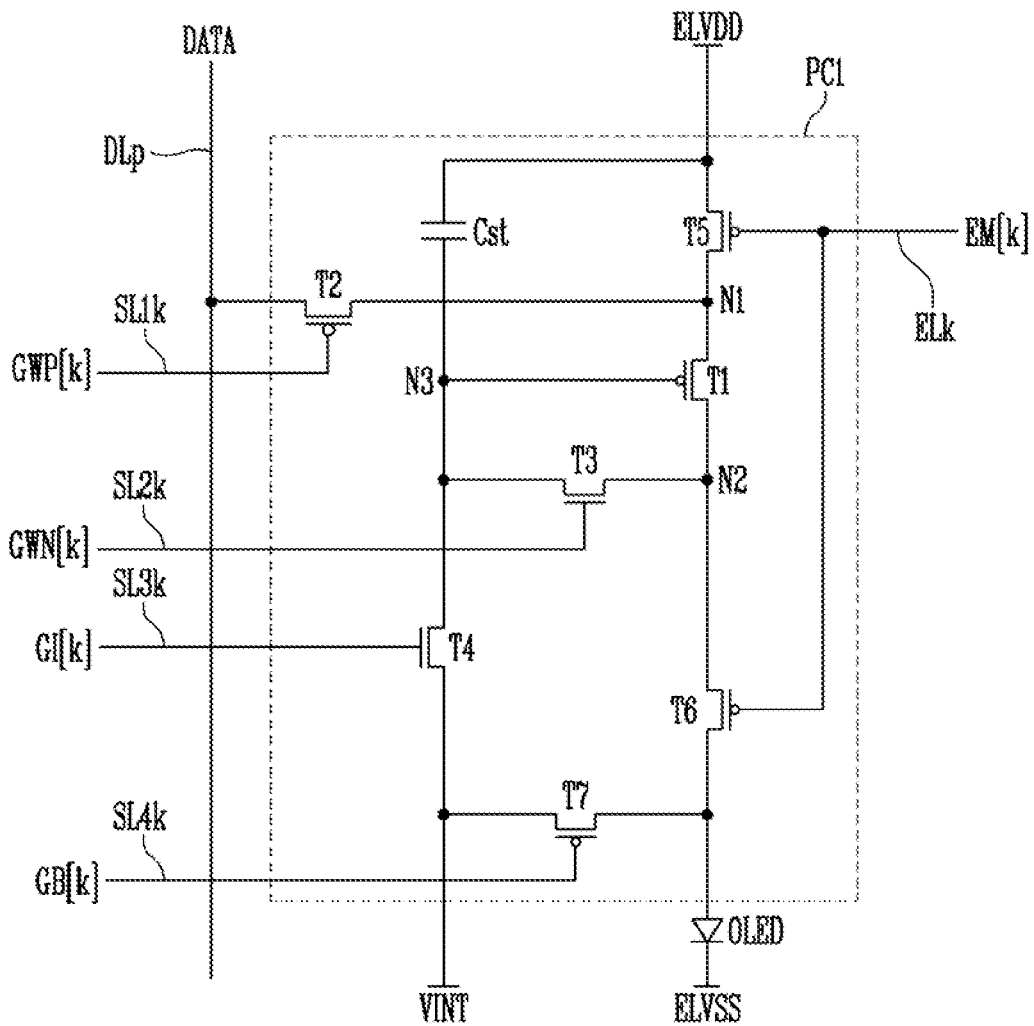 DATA
ELVDD
PC1
DLp
Cst
T5
EM[k]
T2
SL1k
N1
ELk
GWP[k]
N3
T1
T3
SL2k
N2
GWN[k]
SL3k
GI[k]
T4
T6
T7
SL4k
GB[k]
OLED
VINT
ELVSS